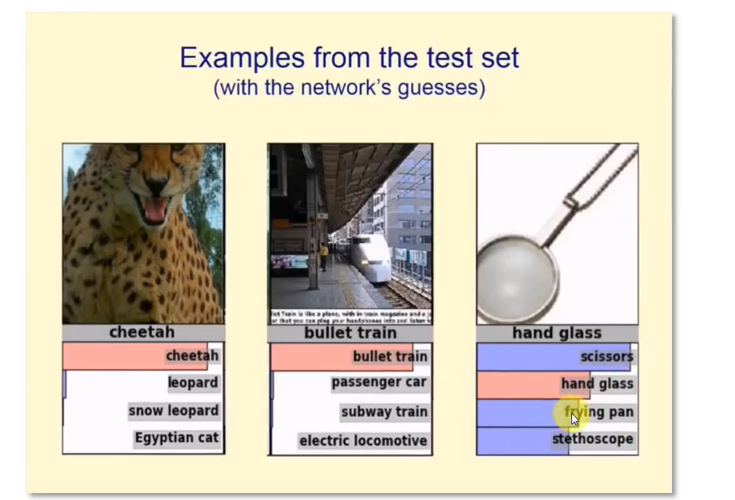 Examples from the test set
(with the network's guesses)
cheetah
cheetah
leopard
snow leopard
Egyptian cat
bullet train
bullet train
passenger car
subway train
electric locomotive
hand glass
scissors
hand glass
frying pan
stethoscope